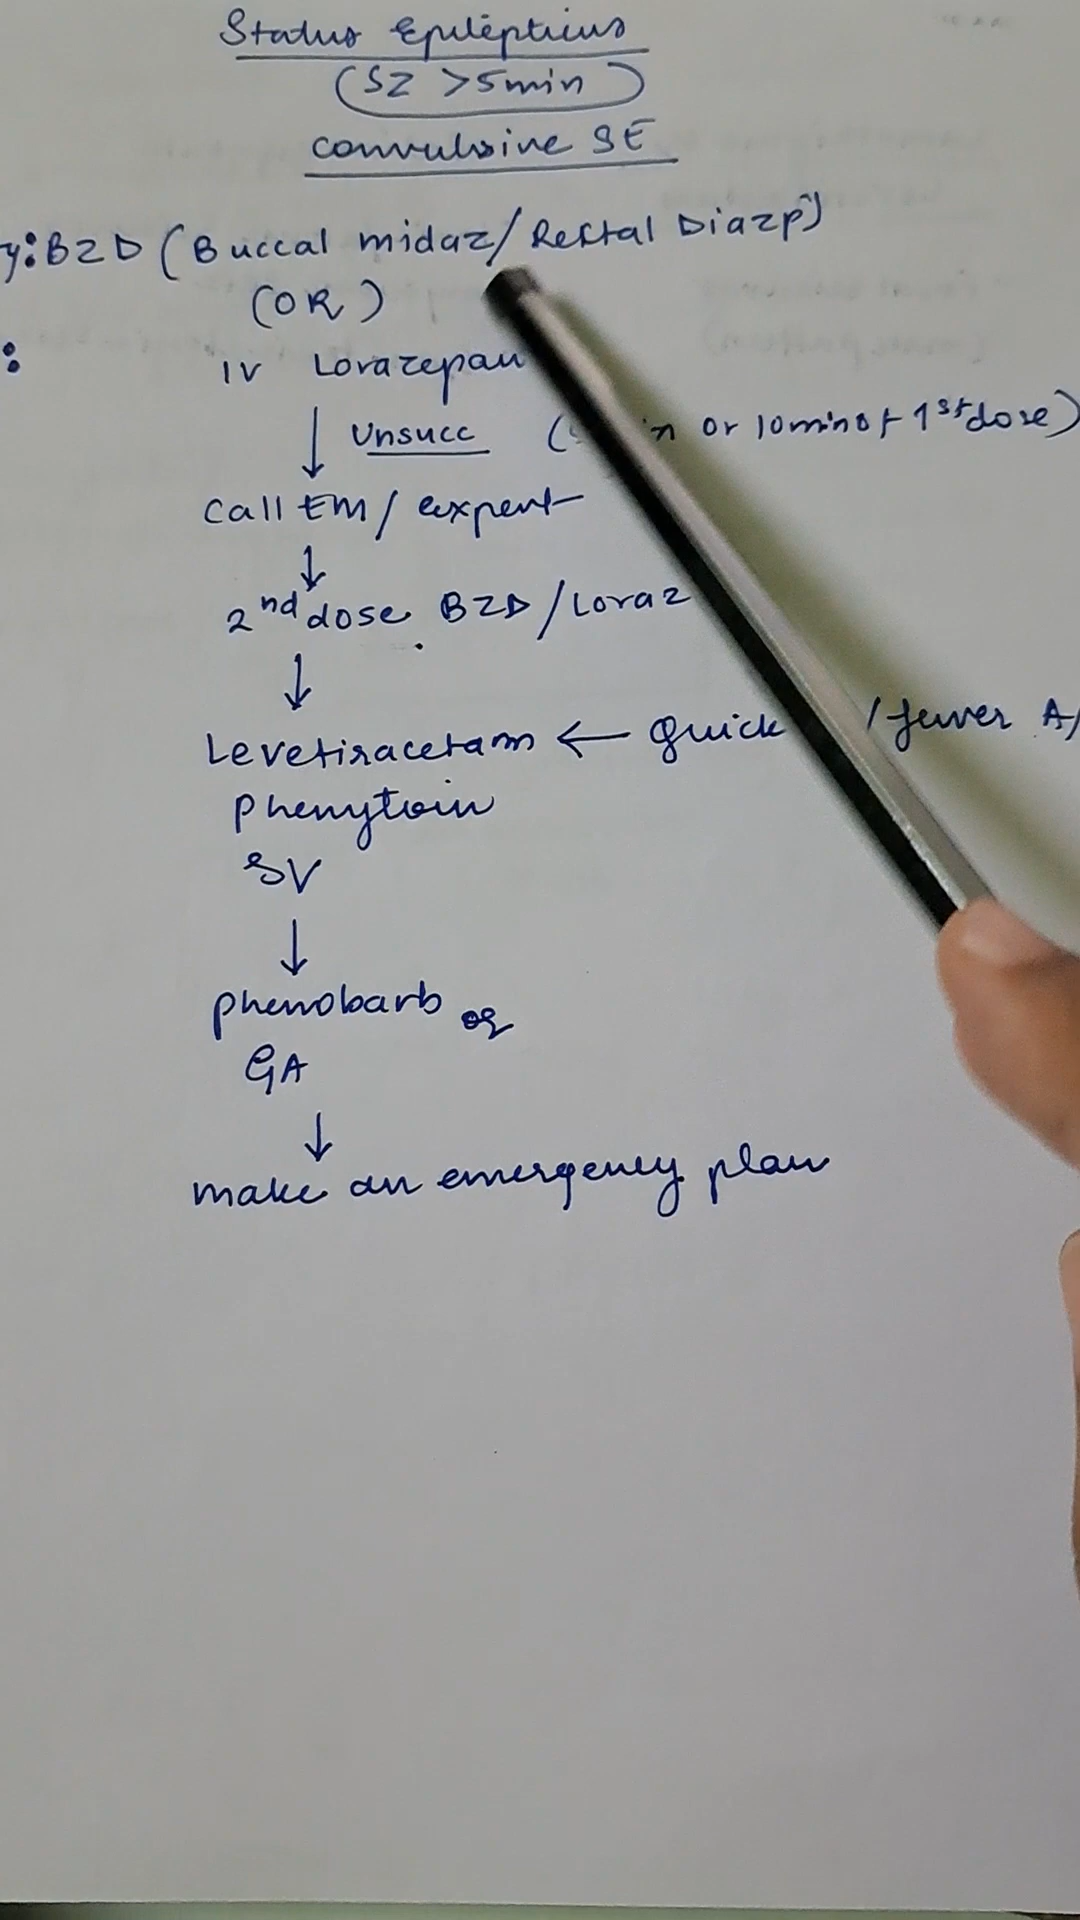 Status Epilepticus
(SZ >5min)
convulsive SE
y: BZD (Buccal midaz/Rectal Diazp)
(OR)
:
IV Lorazepam
↓ Unsucc ( or 10min of 1st dose)
Call EM/ expert
↓
2nd dose BZD/Loraz
↓
Levetiracetam ← quick /fewer A/
phenytoin
SV
↓
phenobarb or
GA
↓
make an emergency plan